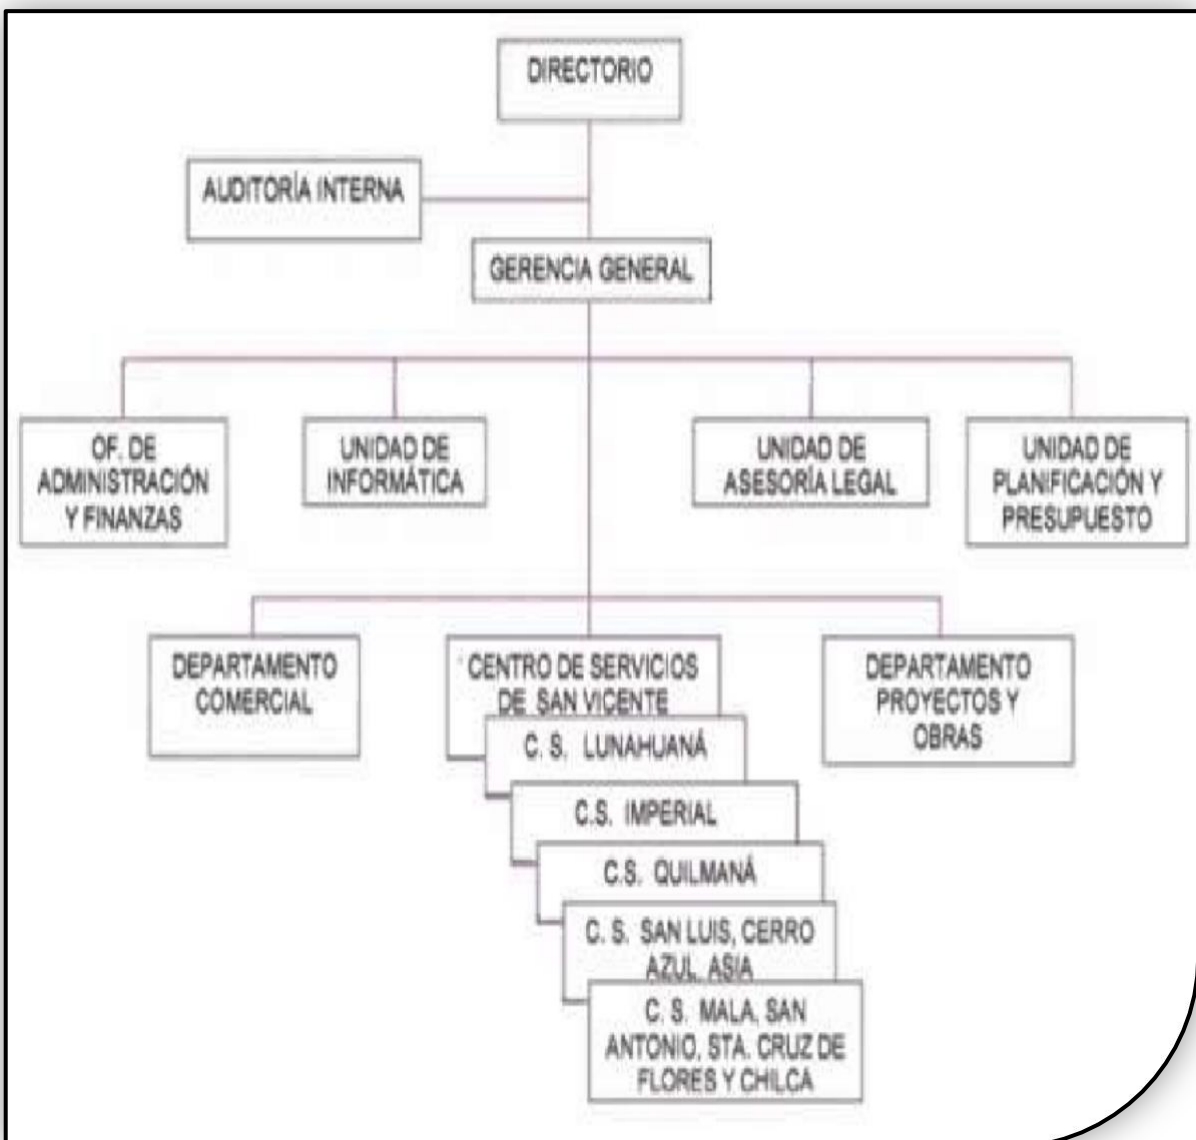 DIRECTORIO
AUDITORÍA INTERNA
GERENCIA GENERAL
OF. DE
ADMINISTRACIÓN
Y FINANZAS
UNIDAD DE
INFORMÁTICA
UNIDAD DE
ASESORÍA LEGAL
UNIDAD DE
PLANIFICACIÓN Y
PRESUPUESTO
DEPARTAMENTO
COMERCIAL
CENTRO DE SERVICIOS
DE SAN VICENTE
C. S. LUNAHUANÁ
C.S. IMPERIAL
C.S. QUILMANÁ
C. S. SAN LUIS, CERRO
AZUL, ASIA
C. S. MALA, SAN
ANTONIO, STA. CRUZ DE
FLORES Y CHILCA
DEPARTAMENTO
PROYECTOS Y
OBRAS